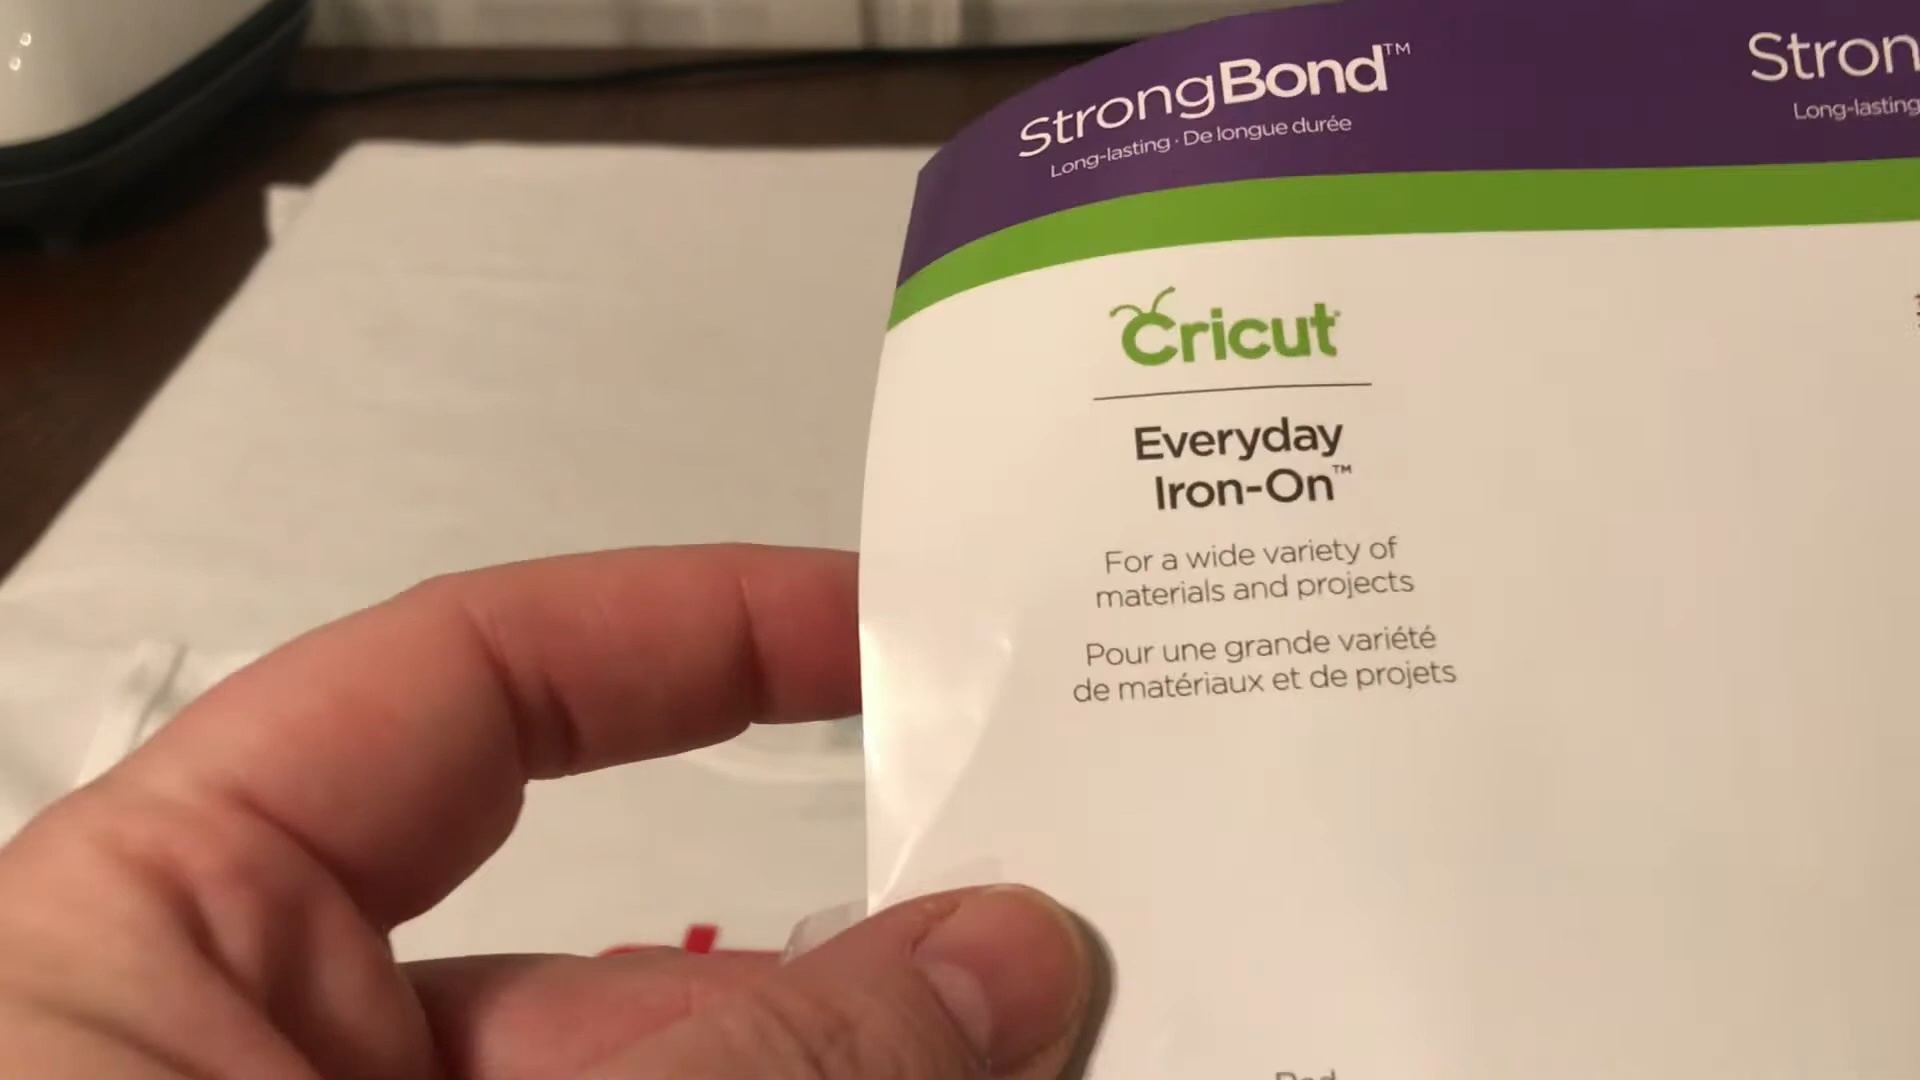 StrongBond™
Long-lasting · De longue durée
Stron
Long-lasting
Cricut
Everyday
Iron-On™
For a wide variety of
materials and projects
Pour une grande variété
de matériaux et de projets